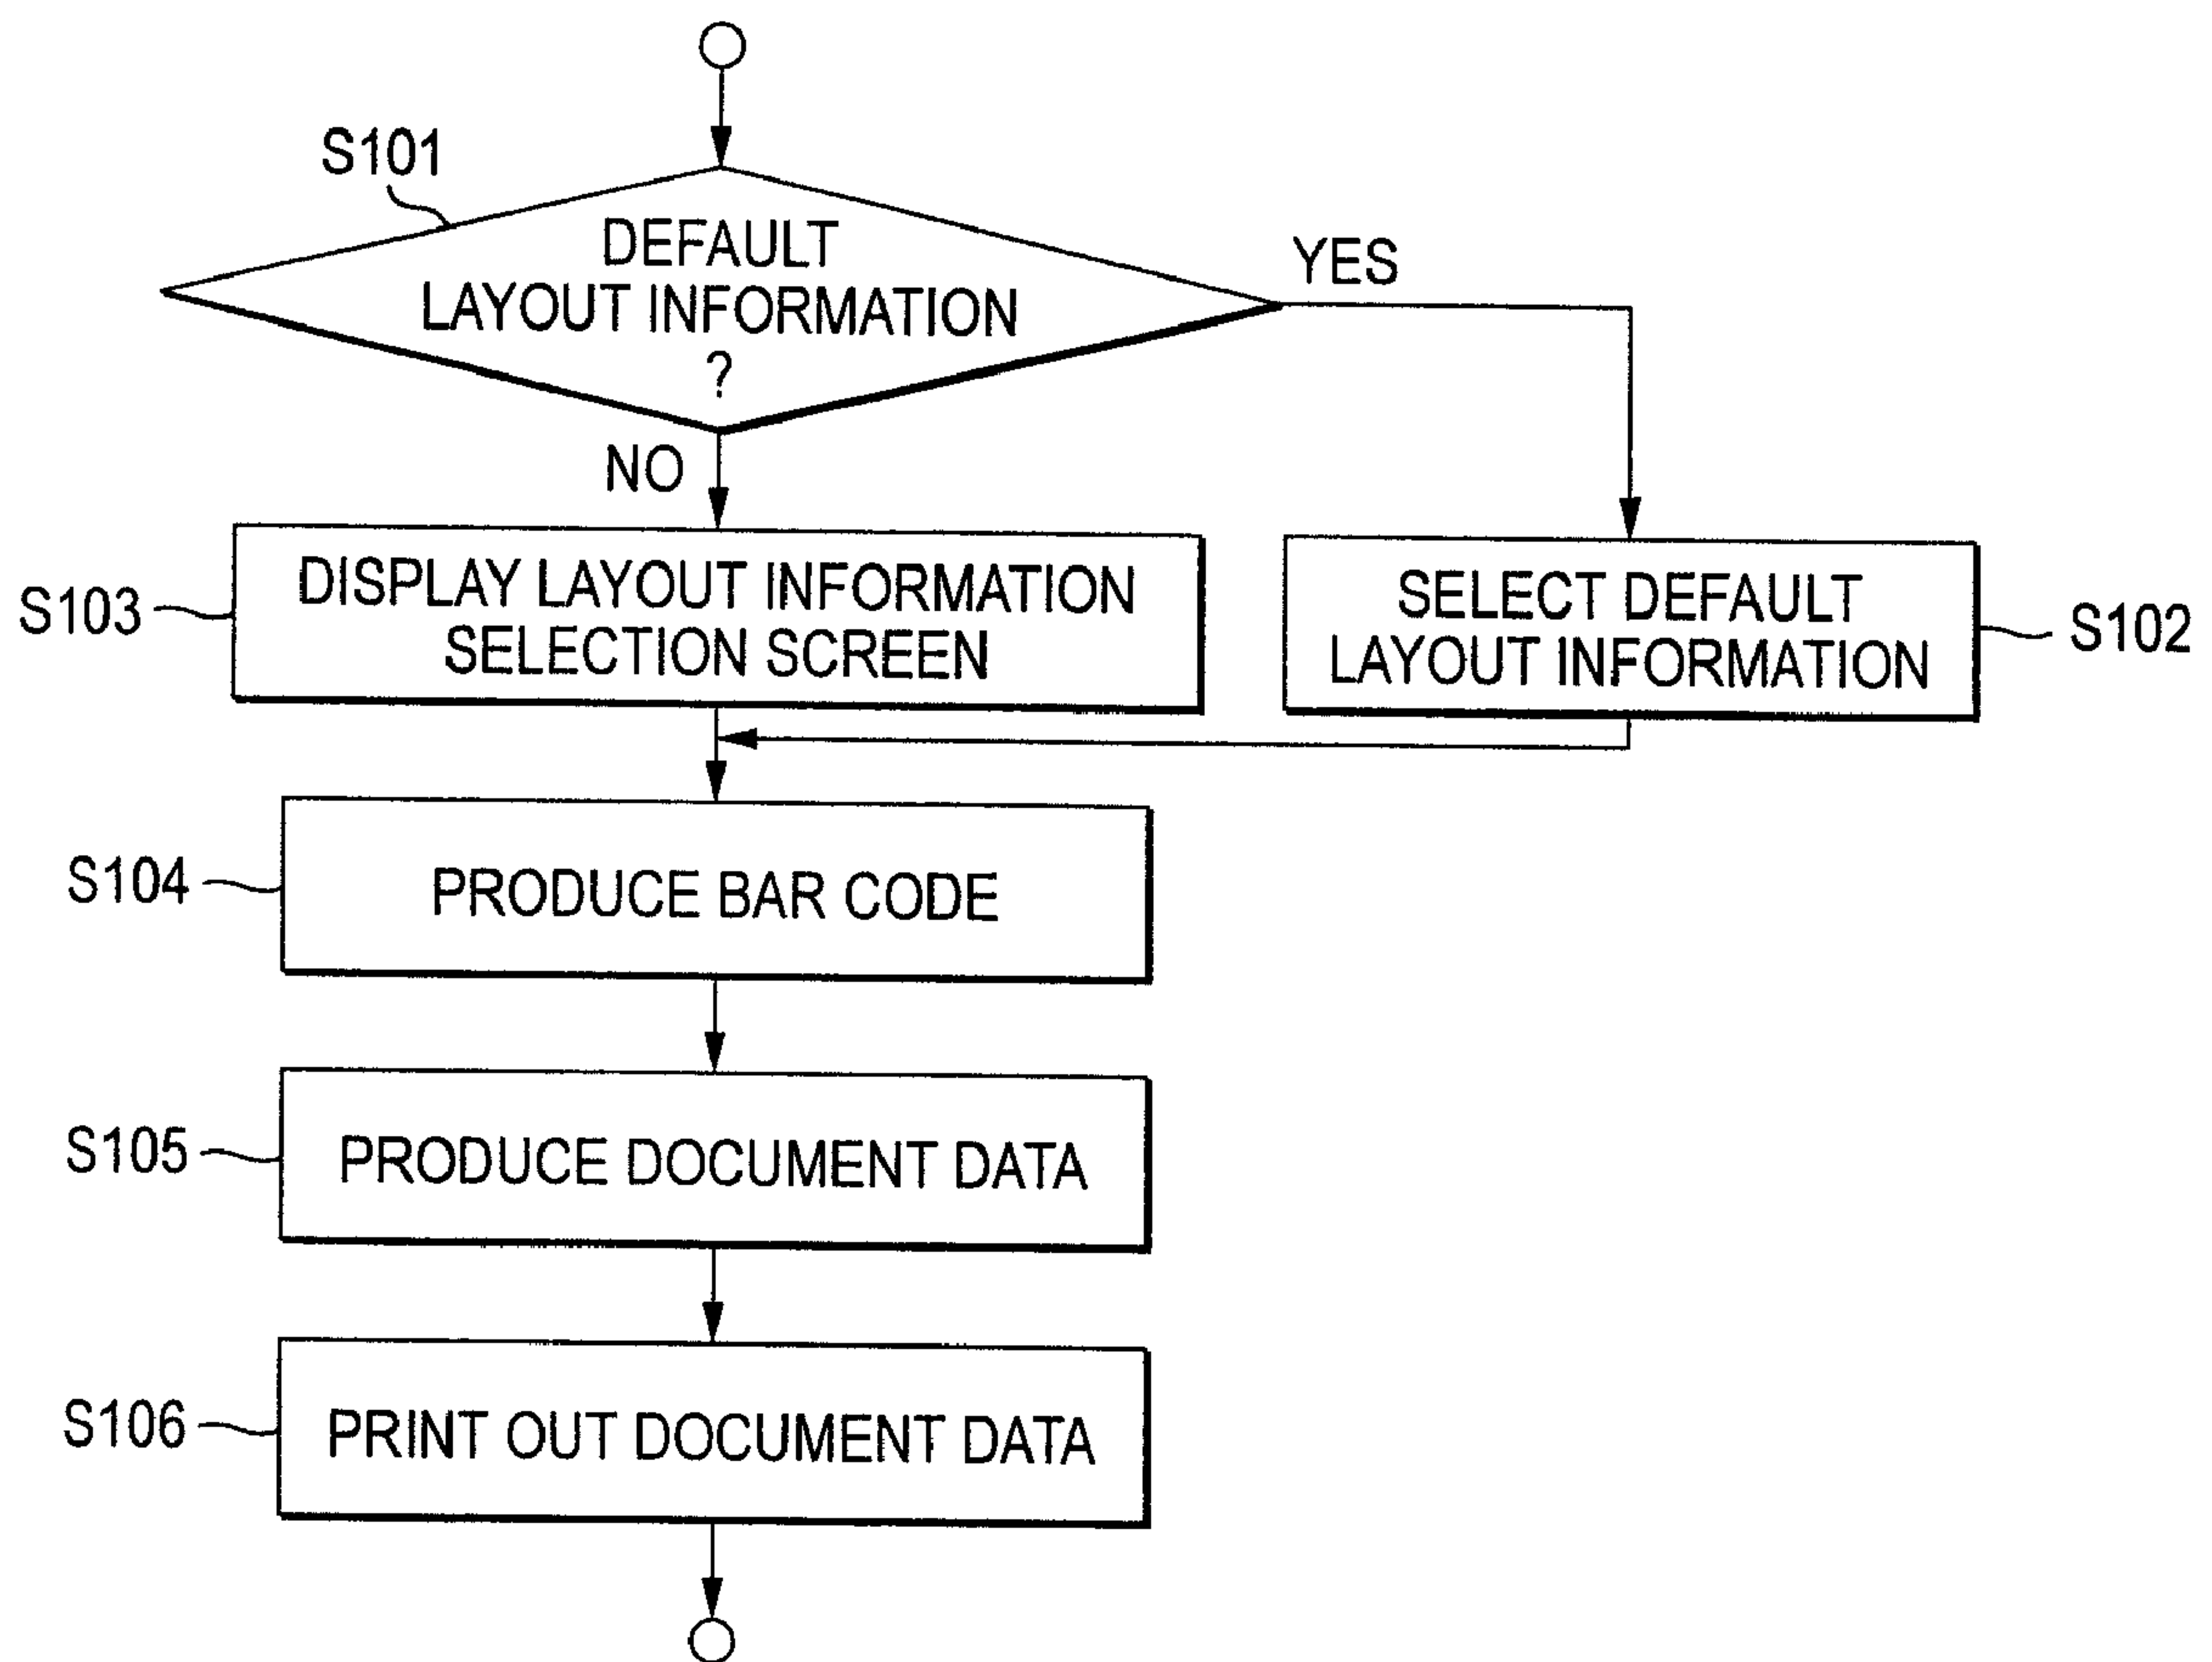 S101
DEFAULT
LAYOUT INFORMATION
?
YES
NO
S103
DISPLAY LAYOUT INFORMATION
SELECTION SCREEN
SELECT DEFAULT
LAYOUT INFORMATION
S102
S104
PRODUCE BAR CODE
S105
PRODUCE DOCUMENT DATA
S106
PRINT OUT DOCUMENT DATA